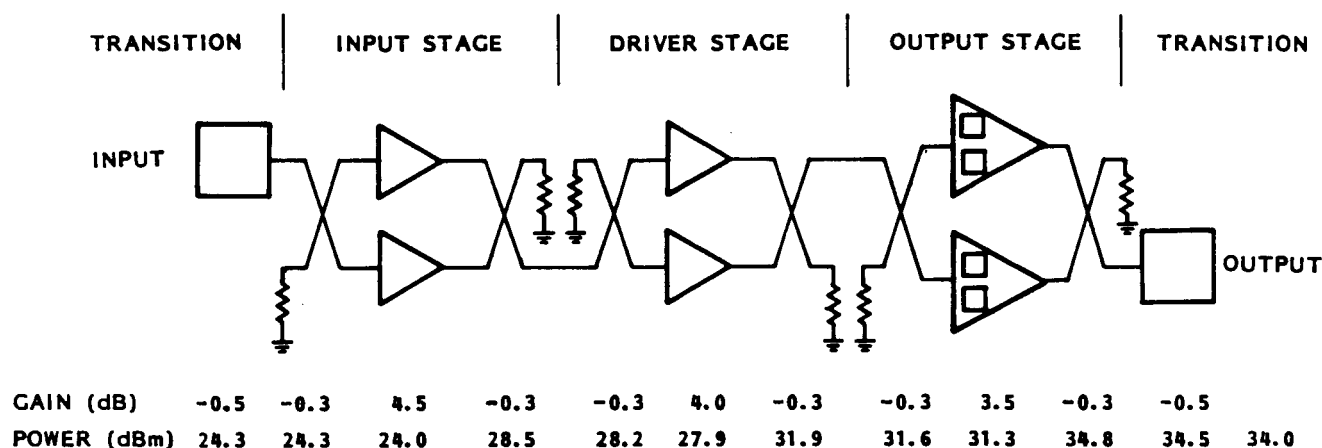 TRANSITION INPUT STAGE DRIVER STAGE OUTPUT STAGE TRANSITION
INPUT
OUTPUT
GAIN (dB) -0.5 -0.3 4.5 -0.3 -0.3 4.0 -0.3 -0.3 3.5 -0.3 -0.5
POWER (dBm) 24.3 24.3 24.0 28.5 28.2 27.9 31.9 31.6 31.3 34.8 34.5 34.0